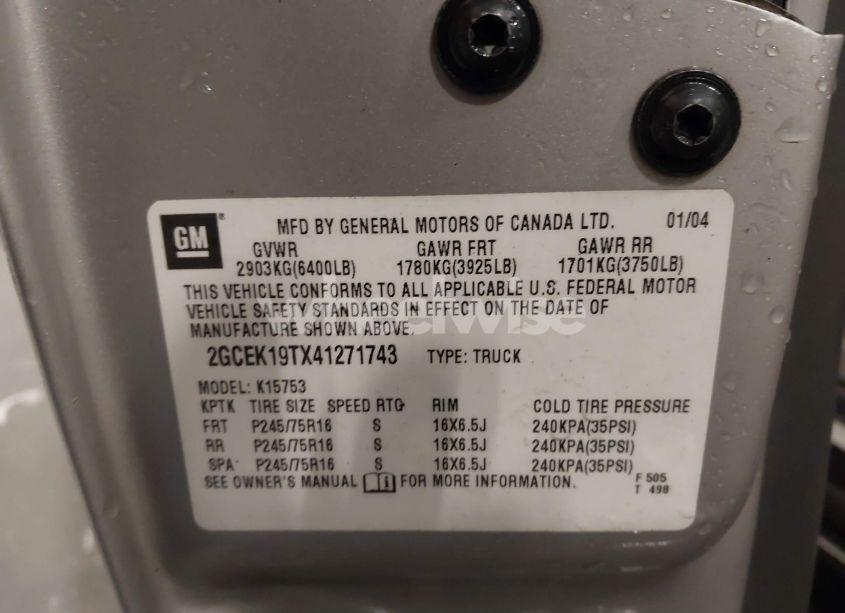 GM ® MFD BY GENERAL MOTORS OF CANADA LTD. 01/04
GVWR GAWR FRT GAWR RR
2903KG(6400LB) 1780KG(3925LB) 1701KG(3750LB)
THIS VEHICLE CONFORMS TO ALL APPLICABLE U.S. FEDERAL MOTOR
VEHICLE SAFETY STANDARDS IN EFFECT ON THE DATE OF
MANUFACTURE SHOWN ABOVE.
2GCEK19TX41271743 TYPE: TRUCK
MODEL: K15753
KPTK TIRE SIZE SPEED RTG RIM COLD TIRE PRESSURE
FRT P245/75R16 S 16X6.5J 240KPA(35PSI)
RR P245/75R16 S 16X6.5J 240KPA(35PSI)
SPA P245/75R16 S 16X6.5J 240KPA(35PSI)
SEE OWNER'S MANUAL FOR MORE INFORMATION.
F 505
T 498